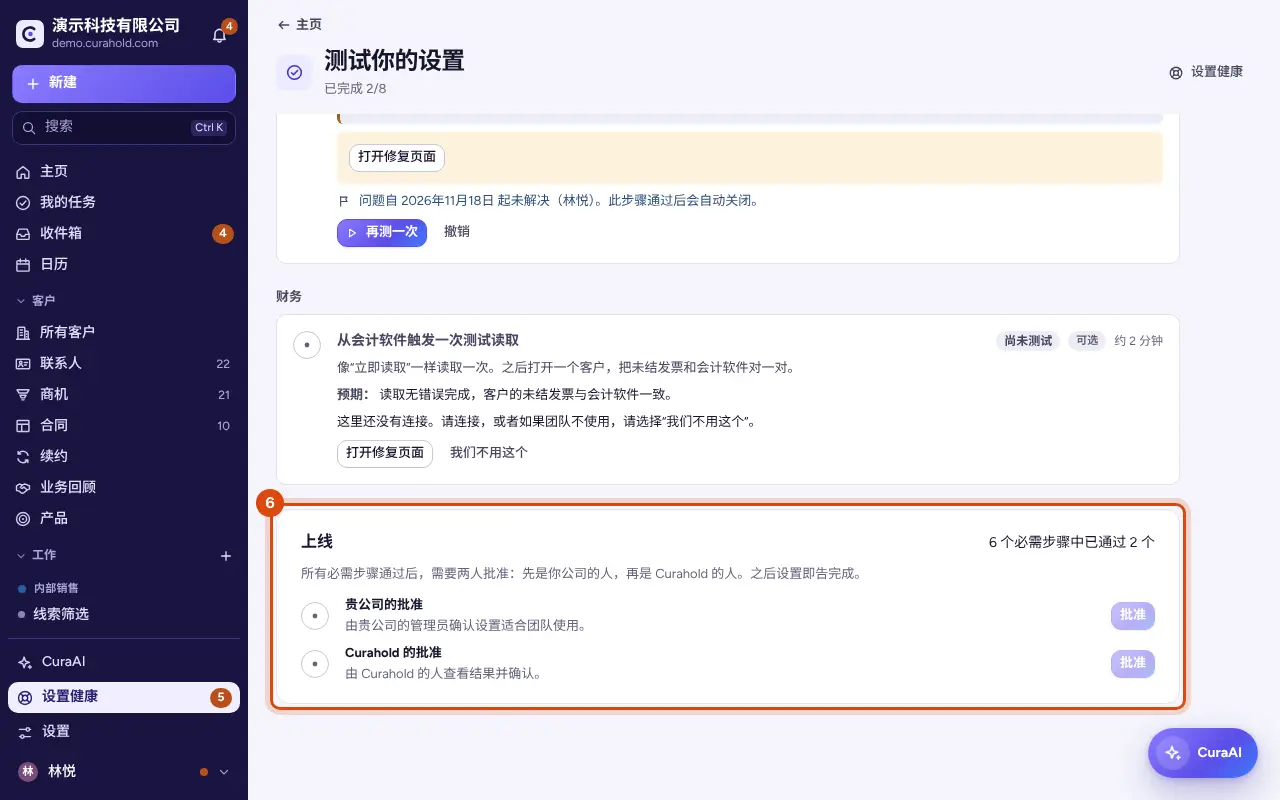 演示科技有限公司
demo.curahold.com
4
新建
搜索
Ctrl K
主页
我的任务
收件箱
4
日历
客户
所有客户
联系人
22
商机
21
合同
10
续约
业务回顾
产品
工作
内部销售
线索筛选
CuraAI
设置健康
5
设置
林
林悦
主页
测试你的设置
已完成 2/8
设置健康
打开修复页面
问题自 2026年11月18日 起未解决（林悦）。此步骤通过后会自动关闭。
再测一次
撤销
财务
从会计软件触发一次测试读取
尚未测试
可选
约 2 分钟
像“立即读取”一样读取一次。之后打开一个客户，把未结发票和会计软件对一对。
预期： 读取无错误完成，客户的未结发票与会计软件一致。
这里还没有连接。请连接，或者如果团队不使用，请选择“我们不用这个”。
打开修复页面
我们不用这个
6
上线
6 个必需步骤中已通过 2 个
所有必需步骤通过后，需要两人批准：先是你公司的人，再是 Curahold 的人。之后设置即告完成。
贵公司的批准
由贵公司的管理员确认设置适合团队使用。
批准
Curahold 的批准
由 Curahold 的人查看结果并确认。
批准
CuraAI